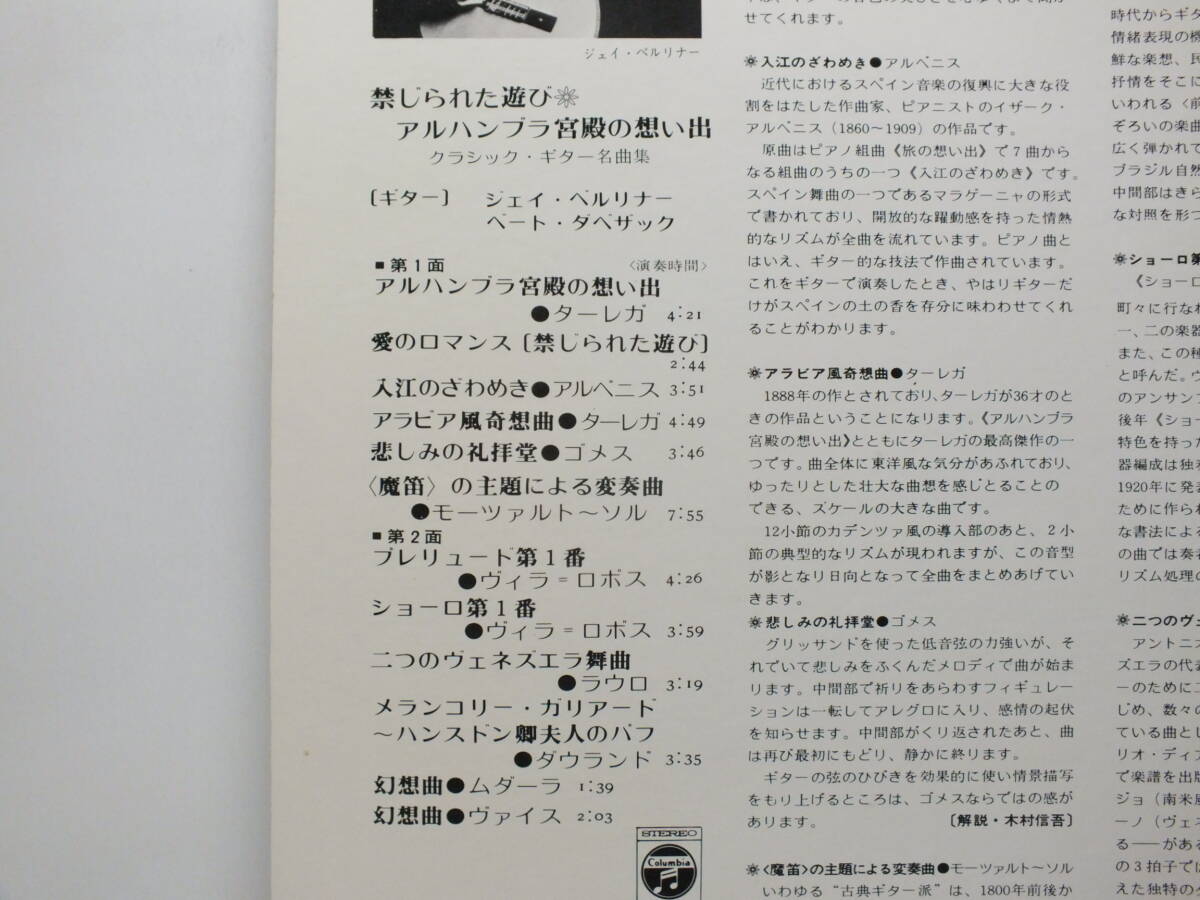 ジェイ・ベルリナー
禁じられた遊び❋
アルハンブラ宮殿の想い出
クラシック・ギター名曲集
〔ギター〕 ジェイ・ベルリナー
ベート・ダベザック
■第1面 〈演奏時間〉
アルハンブラ宮殿の想い出
●ターレガ 4:21
愛のロマンス〔禁じられた遊び〕
2:44
入江のざわめき●アルベニス 3:51
アラビア風奇想曲●ターレガ 4:49
悲しみの礼拝堂●ゴメス 3:46
〈魔笛〉の主題による変奏曲
●モーツァルト〜ソル 7:55
■第2面
プレリュード第1番
●ヴィラ=ロボス 4:26
ショーロ第1番
●ヴィラ=ロボス 3:59
二つのヴェネズエラ舞曲
●ラウロ 3:19
メランコリー・ガリアード
〜ハンスドン卿夫人のパフ
●ダウランド 3:35
幻想曲●ムダーラ 1:39
幻想曲●ヴァイス 2:03
STEREO
Columbia
せてくれます。
❋入江のざわめき●アルベニス
近代におけるスペイン音楽の復興に大きな役
割をはたした作曲家、ピアニストのイザーク・
アルベニス（1860〜1909）の作品です。
原曲はピアノ組曲《旅の想い出》で7曲から
なる組曲のうちの一つ《入江のざわめき》です。
スペイン舞曲の一つであるマラゲーニャの形式
で書かれており、開放的な躍動感を持った情熱
的なリズムが全曲を流れています。ピアノ曲と
はいえ、ギター的な技法で作曲されています。
これをギターで演奏したとき、やはりギターだ
けがスペインの土の香を存分に味わわせてくれ
ることがわかります。
❋アラビア風奇想曲●ターレガ
1888年の作とされており、ターレガが36才のと
きの作品ということになります。《アルハンブラ
宮殿の想い出》とともにターレガの最高傑作の一
つです。曲全体に東洋風な気分があふれており、
ゆったりとした壮大な曲想を感じとることの
できる、スケールの大きな曲です。
12小節のカデンツァ風の導入部のあと、2小
節の典型的なリズムが現われますが、この音型
が影となり日向となって全曲をまとめあげてい
きます。
❋悲しみの礼拝堂●ゴメス
グリッサンドを使った低音弦の力強いが、そ
れでいて悲しみをふくんだメロディで曲が始ま
ります。中間部で祈りをあらわすフィギュレー
ションは一転してアレグロに入り、感情の起伏
を知らせます。中間部がくり返されたあと、曲
は再び最初にもどり、静かに終ります。
ギターの弦のひびきを効果的に使い情景描写
をもり上げるところは、ゴメスならではの感が
あります。 〔解説・木村信吾〕
❋〈魔笛〉の主題による変奏曲●モーツァルト〜ソル
いわゆる“古典ギター派”は、1800年前後か
時代からギタ
情緒表現の機
鮮な楽想、民
抒情をそこに
いわれる〈前
ぞろいの楽曲
広く弾かれて
ブラジル自然
中間部はきら
な対照を形づ
❋ショーロ第
《ショーロ
町々に行なわ
一、二の楽器
また、この種
と呼んだ。ヴ
のアンサンブ
後年《ショー
特色を持った
器編成は独奏
1920年に発表
ために作られ
な書法による
の曲では奏者
リズム処理の
❋二つのヴェ
アントニオ
ズエラの代表
ーのために二
じめ、数々の
ている曲とし
リオ・ディア
で楽譜を出版
ジョ（南米風
ーノ（ヴェネ
る——がある
の3拍子では
えた独特のク